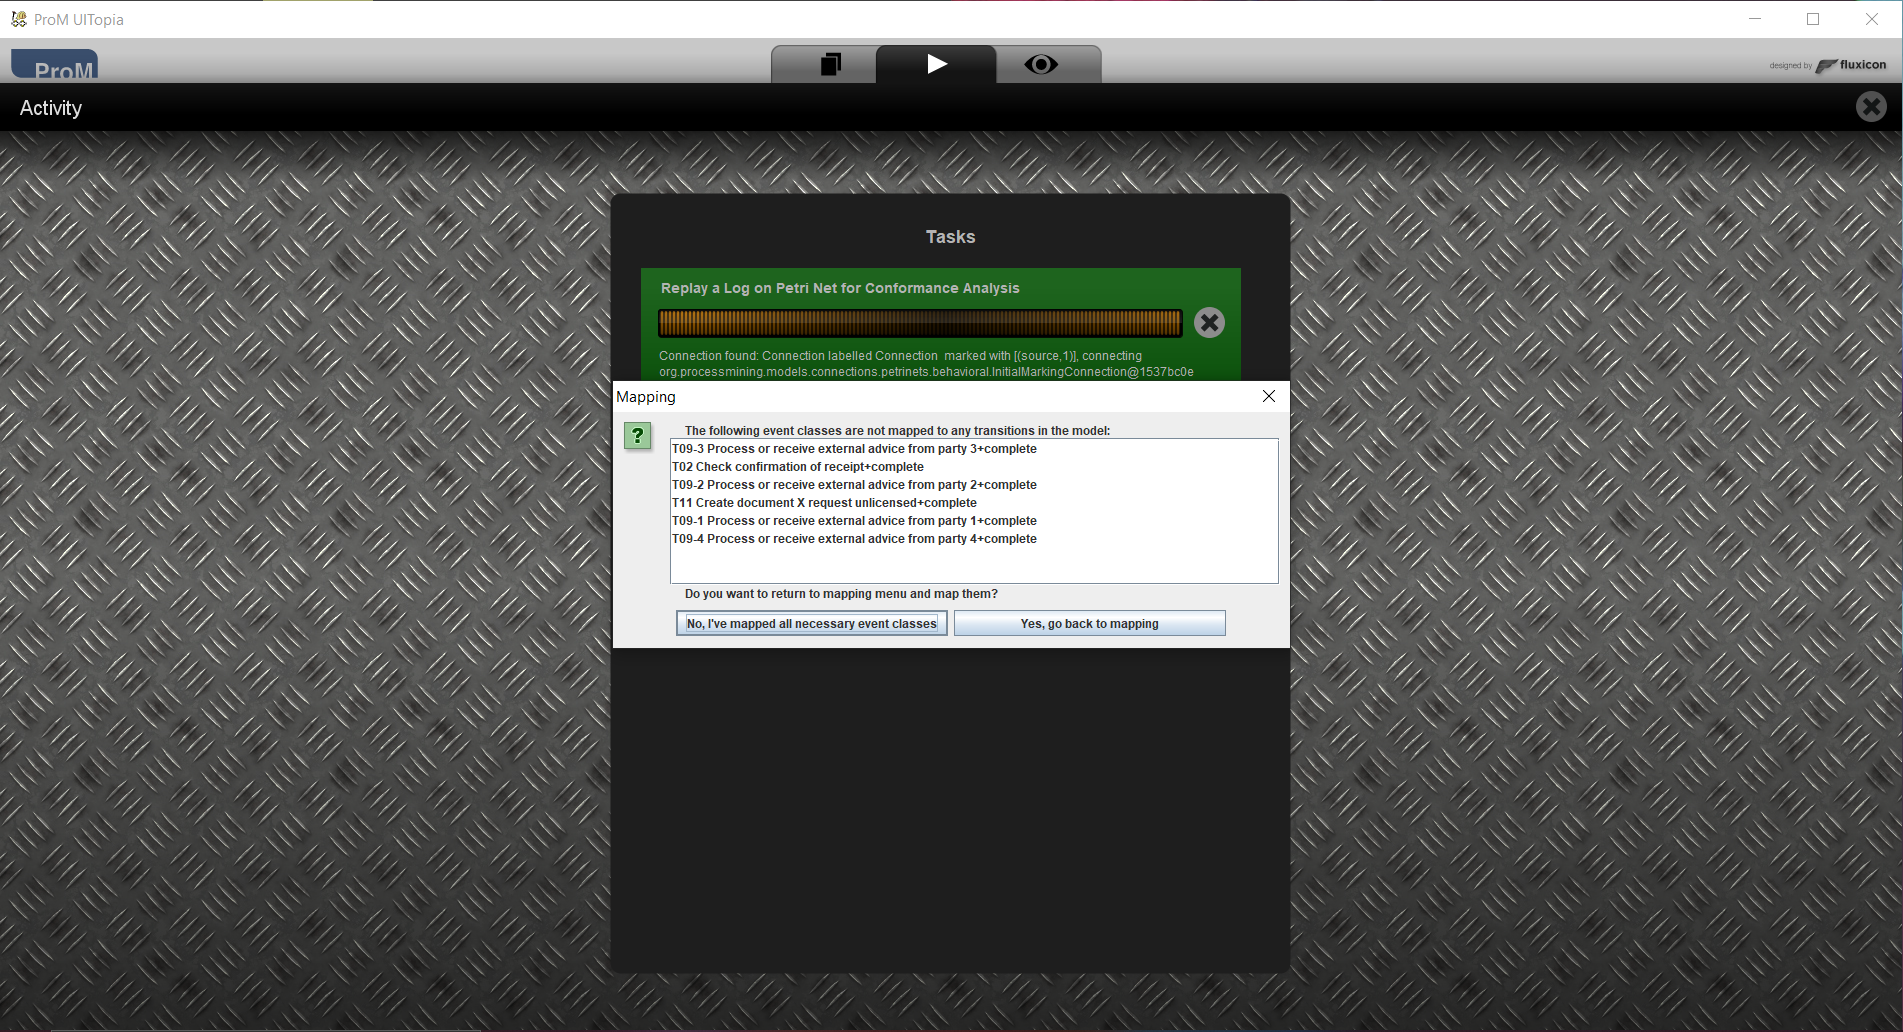 ProM UITopia
ProM
designed by fluxicon
Activity
Tasks
Replay a Log on Petri Net for Conformance Analysis
Connection found: Connection labelled Connection marked with [(source,1)], connecting
org.processmining.models.connections.petrinets.behavioral.InitialMarkingConnection@1537bc0e
Mapping
?
The following event classes are not mapped to any transitions in the model:
T09-3 Process or receive external advice from party 3+complete
T02 Check confirmation of receipt+complete
T09-2 Process or receive external advice from party 2+complete
T11 Create document X request unlicensed+complete
T09-1 Process or receive external advice from party 1+complete
T09-4 Process or receive external advice from party 4+complete
Do you want to return to mapping menu and map them?
No, I've mapped all necessary event classes
Yes, go back to mapping